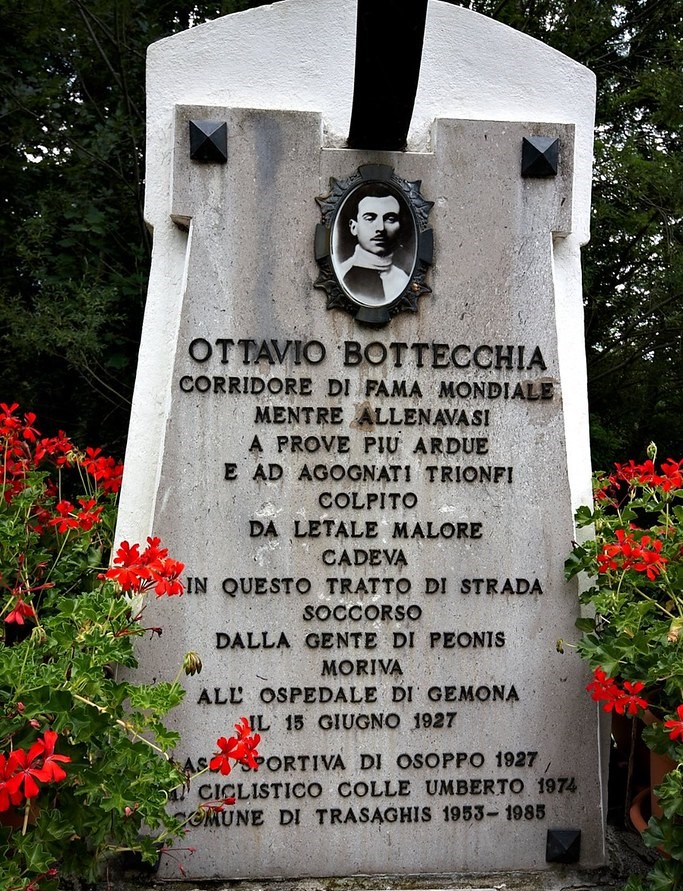 OTTAVIO BOTTECCHIA
CORRIDORE DI FAMA MONDIALE
MENTRE ALLENAVASI
A PROVE PIU ARDUE
E AD AGOGNATI TRIONFI
COLPITO
DA LETALE MALORE
CADEVA
IN QUESTO TRATTO DI STRADA
SOCCORSO
DALLA GENTE DI PEONIS
MORIVA
ALL' OSPEDALE DI GEMONA
IL 15 GIUGNO 1927
SPORTIVA DI OSOPPO 1927
CICLISTICO COLLE UMBERTO 1974
COMUNE DI TRASAGHIS 1953-1985